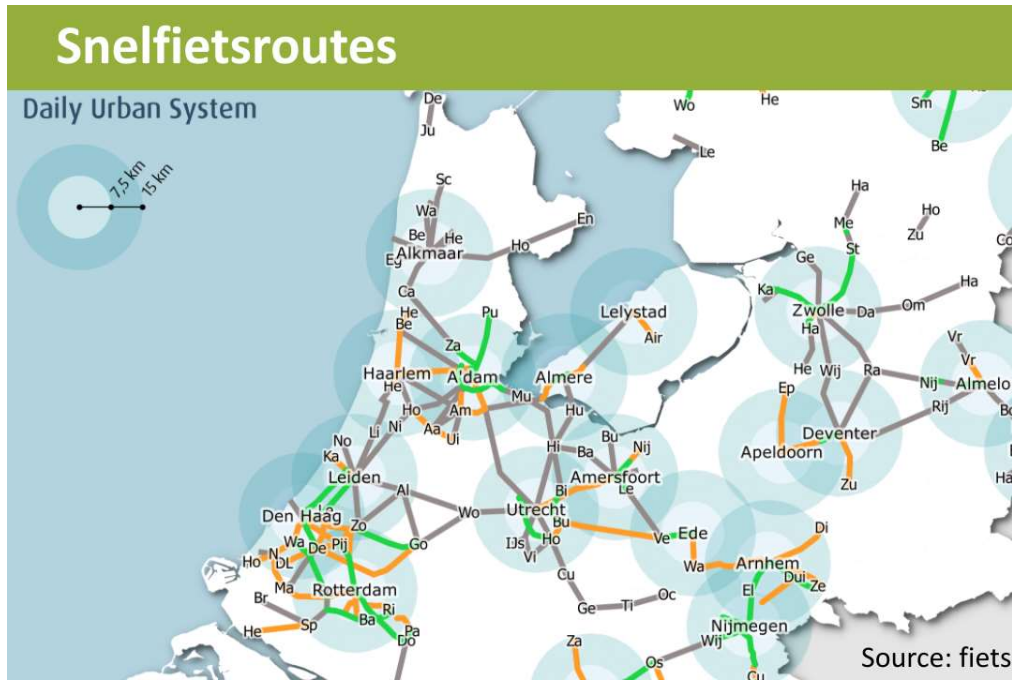 Snelfietsroutes
Daily Urban System
7,5 km
15 km
De
Ju
Wo
He
Sm
Be
Le
Sc
Wa
Be
He
Alkmaar
Eg
Ho
En
Ca
He
Be
Za
Pu
Lelystad
Air
Haarlem
He
A'dam
Almere
Mu
Ho
Am
Aa
Ui
Hu
Ni
Li
No
Ka
Leiden
Hi
Ba
Bu
Nij
Amersfoort
Le
Al
Bi
Utrecht
Bu
Wo
Den Haag
Zo
Go
Wa
De
Pij
IJs
Vi
Ho
Ve
Ede
Wa
Ho
N
DL
Ma
Rotterdam
Br
Sp
He
Ba
Ri
Pa
Do
Cu
Ge
Ti
Oc
Arnhem
Di
El
Dui
Ze
Nijmegen
Wij
Cu
Za
Os
Ha
Me
St
Ho
Zu
Co
Ge
Ka
Zwolle
Ha
Da
Om
Ha
He
Wij
Ra
Vr
Vr
Nij
Almelo
Rij
Bo
Ep
Deventer
Apeldoorn
Zu
Ha
Source: fiets